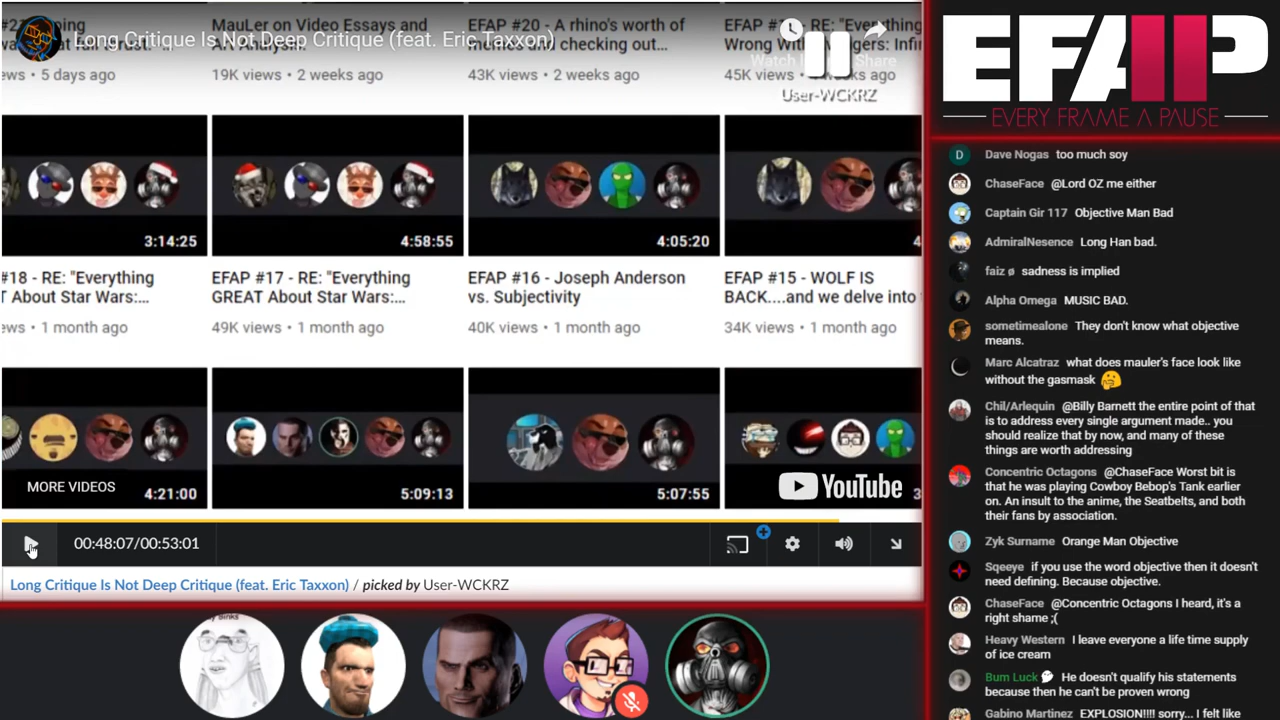 MauLer on Video Essays and
EFAP #20 - A rhino's worth of
Long Critique Is Not Deep Critique (feat. Eric Taxxon)
checking out...
Watch
Share
ews • 5 days ago
19K views • 2 weeks ago
43K views • 2 weeks ago
45K
weeks ago
User-WCKRZ
3:14:25
4:58:55
4:05:20
4
#18 - RE: "Everything
T About Star Wars:...
EFAP #17 - RE: "Everything
GREAT About Star Wars:...
EFAP #16 - Joseph Anderson
vs. Subjectivity
EFAP #15 - WOLF IS
BACK....and we delve into
ews • 1 month ago
49K views • 1 month ago
40K views • 1 month ago
34K views • 1 month ago
MORE VIDEOS
4:21:00
5:09:13
5:07:55
YouTube
3
00:48:07/00:53:01
Long Critique Is Not Deep Critique (feat. Eric Taxxon) / picked by User-WCKRZ
EFAP
EVERY FRAME A PAUSE
D
Dave Nogas too much soy
ChaseFace @Lord OZ me either
Captain Gir 117 Objective Man Bad
AdmiralNesence Long Han bad.
faiz ø sadness is implied
Alpha Omega MUSIC BAD.
sometimealone They don't know what objective
means.
Marc Alcatraz what does mauler's face look like
without the gasmask
Chil/Arlequin @Billy Barnett the entire point of that
is to address every single argument made.. you
should realize that by now, and many of these
things are worth addressing
Concentric Octagons @ChaseFace Worst bit is
that he was playing Cowboy Bebop's Tank earlier
on. An insult to the anime, the Seatbelts, and both
their fans by association.
Zyk Surname Orange Man Objective
Sqeeye if you use the word objective then it doesn't
need defining. Because objective.
ChaseFace @Concentric Octagons I heard, it's a
right shame ;(
Heavy Western I leave everyone a life time supply
of ice cream
Bum Luck He doesn't qualify his statements
because then he can't be proven wrong
Gabino Martinez EXPLOSION!!!! sorry... I felt like